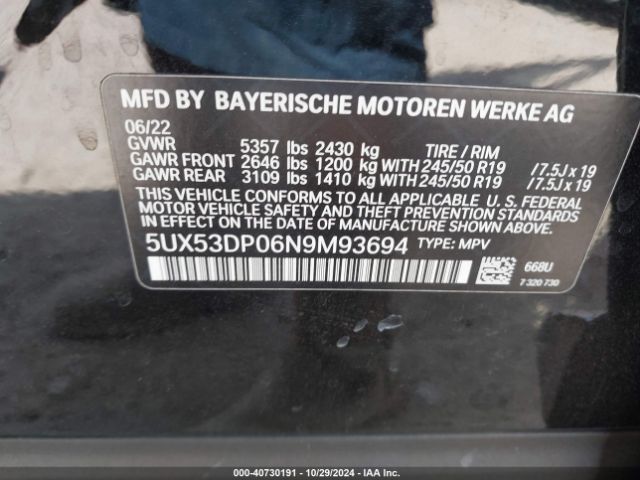 MFD BY BAYERISCHE MOTOREN WERKE AG
06/22
GVWR 5357 lbs 2430 kg TIRE / RIM
GAWR FRONT 2646 lbs 1200 kg WITH 245/50 R19 / 7.5J x 19
GAWR REAR 3109 lbs 1410 kg WITH 245/50 R19 / 7.5J x 19
THIS VEHICLE CONFORMS TO ALL APPLICABLE U. S. FEDERAL
MOTOR VEHICLE SAFETY AND THEFT PREVENTION STANDARDS
IN EFFECT ON THE DATE OF MANUFACTURE SHOWN ABOVE.
5UX53DP06N9M93694 TYPE: MPV
668U
7 320 730
Stock #: 40730191 - 10/29/2024 - IAA Inc.